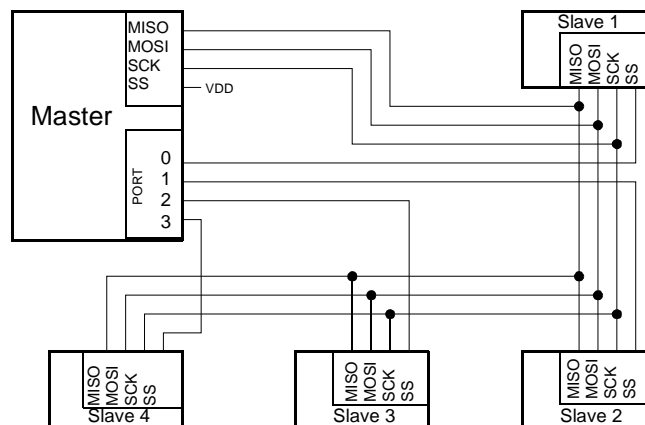 MISO
MOSI
SCK
SS
VDD
Master
PORT
0
1
2
3
Slave 1
MISO
MOSI
SCK
SS
MISO
MOSI
SCK
SS
Slave 4
MISO
MOSI
SCK
SS
Slave 3
MISO
MOSI
SCK
SS
Slave 2